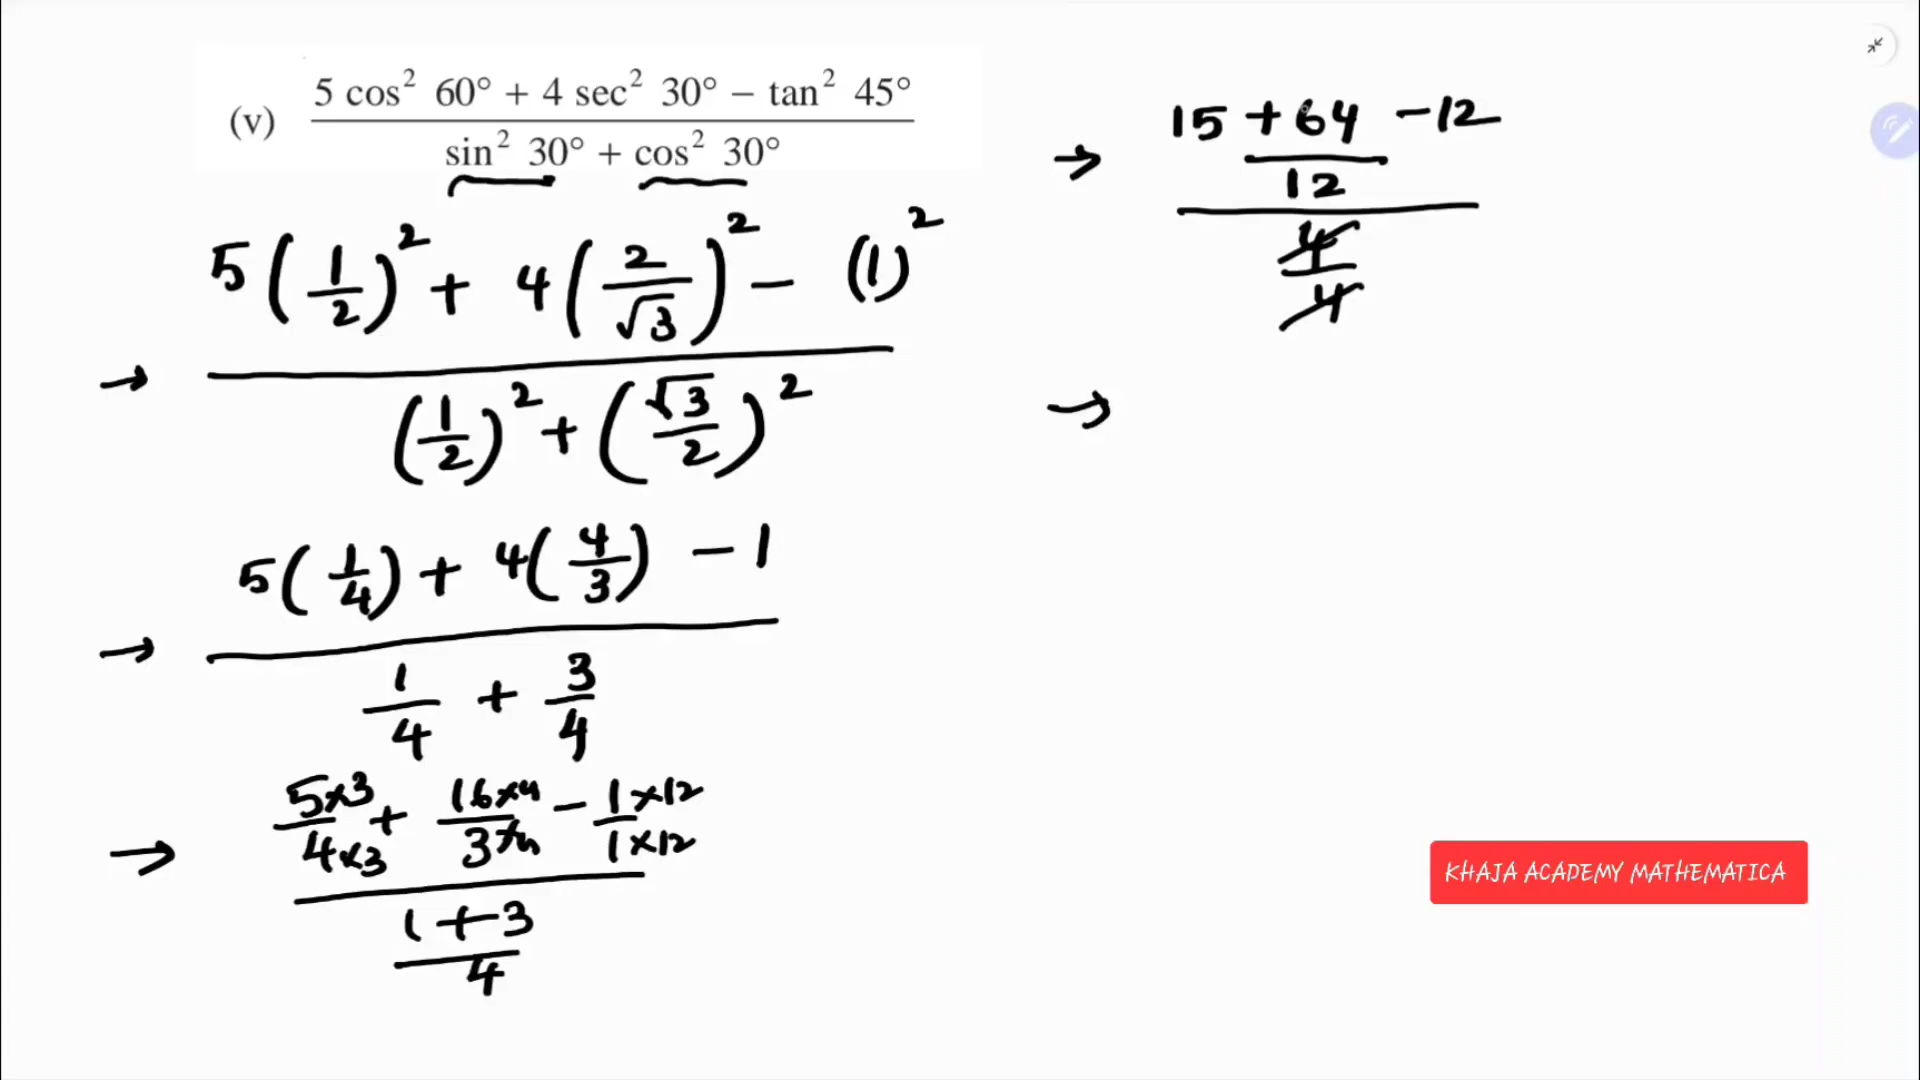 (v) 5 cos² 60° + 4 sec² 30° – tan² 45°
sin² 30° + cos² 30°
5(1/2)² + 4(2/√3)² – (1)²
→
(1/2)² + (√3/2)²
5(1/4) + 4(4/3) – 1
→
1/4 + 3/4
→ 5×3/4×3 + 16×4/3×4 – 1×12/1×12
1+3
4
→ 15 + 64 – 12
12
4
4
→
KHAJA ACADEMY MATHEMATICA